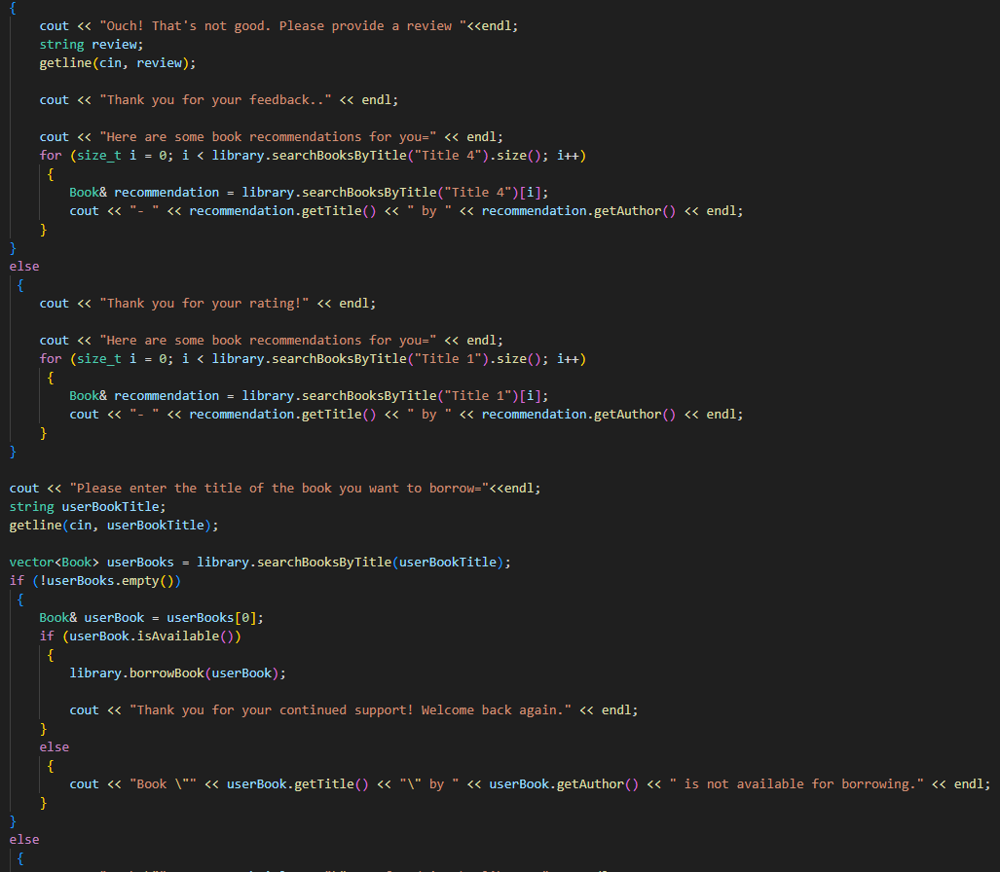 {
cout << "Ouch! That's not good. Please provide a review "<<endl;
string review;
getline(cin, review);
cout << "Thank you for your feedback.." << endl;
cout << "Here are some book recommendations for you=" << endl;
for (size_t i = 0; i < library.searchBooksByTitle("Title 4").size(); i++)
{
Book& recommendation = library.searchBooksByTitle("Title 4")[i];
cout << "- " << recommendation.getTitle() << " by " << recommendation.getAuthor() << endl;
}
}
else
{
cout << "Thank you for your rating!" << endl;
cout << "Here are some book recommendations for you=" << endl;
for (size_t i = 0; i < library.searchBooksByTitle("Title 1").size(); i++)
{
Book& recommendation = library.searchBooksByTitle("Title 1")[i];
cout << "- " << recommendation.getTitle() << " by " << recommendation.getAuthor() << endl;
}
}
cout << "Please enter the title of the book you want to borrow="<<endl;
string userBookTitle;
getline(cin, userBookTitle);
vector<Book> userBooks = library.searchBooksByTitle(userBookTitle);
if (!userBooks.empty())
{
Book& userBook = userBooks[0];
if (userBook.isAvailable())
{
library.borrowBook(userBook);
cout << "Thank you for your continued support! Welcome back again." << endl;
}
else
{
cout << "Book \"" << userBook.getTitle() << "\" by " << userBook.getAuthor() << " is not available for borrowing." << endl;
}
}
else
{